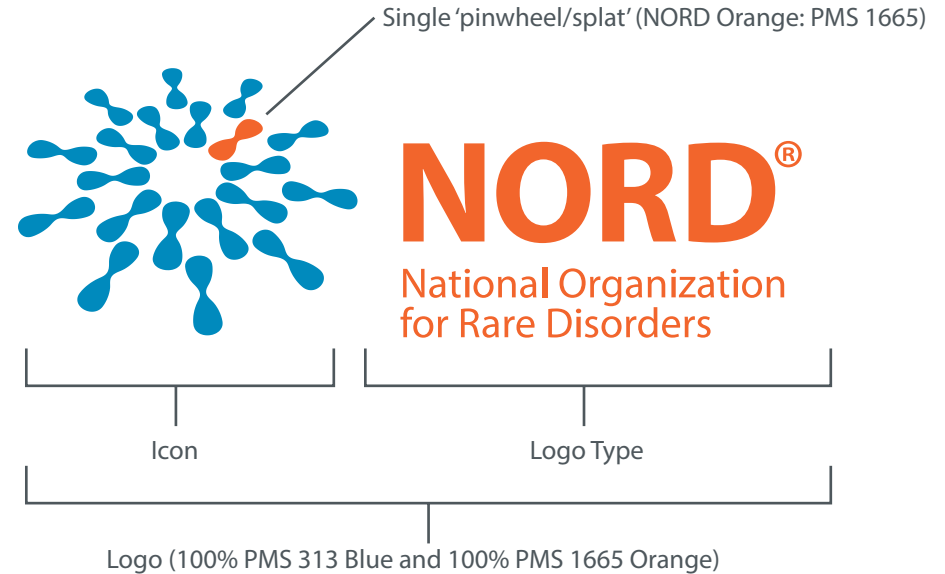 Single ‘pinwheel/splat’ (NORD Orange: PMS 1665)
NORD®
National Organization
for Rare Disorders
Icon
Logo Type
Logo (100% PMS 313 Blue and 100% PMS 1665 Orange)